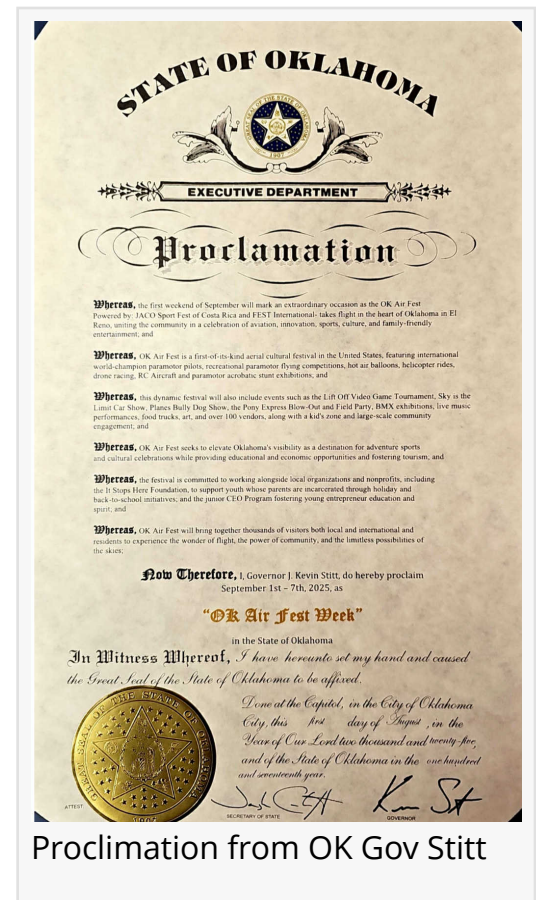 STATE OF OKLAHOMA
GREAT SEAL OF THE STATE OF OKLAHOMA
1907
EXECUTIVE DEPARTMENT
Proclamation
Whereas, the first weekend of September will mark an extraordinary occasion as the OK Air Fest
Powered by: JACO Sport Fest of Costa Rica and FEST International- takes flight in the heart of Oklahoma in El
Reno, uniting the community in a celebration of aviation, innovation, sports, culture, and family-friendly
entertainment; and
Whereas, OK Air Fest is a first-of-its-kind aerial cultural festival in the United States, featuring international
world-champion paramotor pilots, recreational paramotor flying competitions, hot air balloons, helicopter rides,
drone racing, RC Aircraft and paramotor acrobatic stunt exhibitions, and
Whereas, this dynamic festival will also include events such as the Lift Off Video Game Tournament, Sky is the
Limit Car Show, Planes Bully Dog Show, the Pony Express Blow-Out and Field Party, BMX exhibitions, live music
performances, food trucks, art, and over 100 vendors, along with a kid's zone and large-scale community
engagement; and
Whereas, OK Air Fest seeks to elevate Oklahoma's visibility as a destination for adventure sports
and cultural celebrations while providing educational and economic opportunities and fostering tourism, and
Whereas, the festival is committed to working alongside local organizations and nonprofits, including
the It Stops Here Foundation, to support youth whose parents are incarcerated through holiday and
back-to-school initiatives; and the junior CEO Program fostering young entrepreneur education and
spirit; and
Whereas, OK Air Fest will bring together thousands of visitors both local and international and
residents to experience the wonder of flight, the power of community, and the limitless possibilities of
the skies;
Now Therefore, I, Governor J. Kevin Stitt, do hereby proclaim
September 1st – 7th, 2025, as
"OK Air Fest Week"
in the State of Oklahoma
In Witness Whereof, I have hereunto set my hand and caused
the Great Seal of the State of Oklahoma to be affixed.
Done at the Capitol, in the City of Oklahoma
City, this first day of August, in the
Year of Our Lord two thousand and twenty-five,
and of the State of Oklahoma in the one hundred
and seventeenth year.
GREAT SEAL OF THE STATE OF OKLAHOMA
1907
ATTEST:
SECRETARY OF STATE
GOVERNOR
Proclimation from OK Gov Stitt